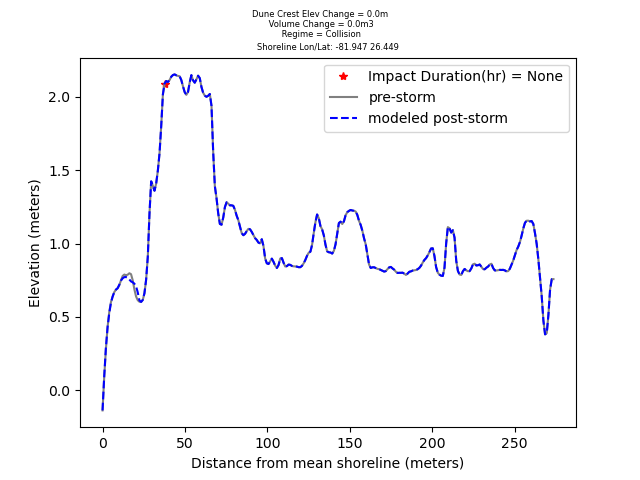 Dune Crest Elev Change = 0.0m
Volume Change = 0.0m3
Regime = Collision
Shoreline Lon/Lat: -81.947 26.449
Impact Duration(hr) = None
pre-storm
modeled post-storm
2.0
1.5
1.0
0.5
0.0
Elevation (meters)
0
50
100
150
200
250
Distance from mean shoreline (meters)